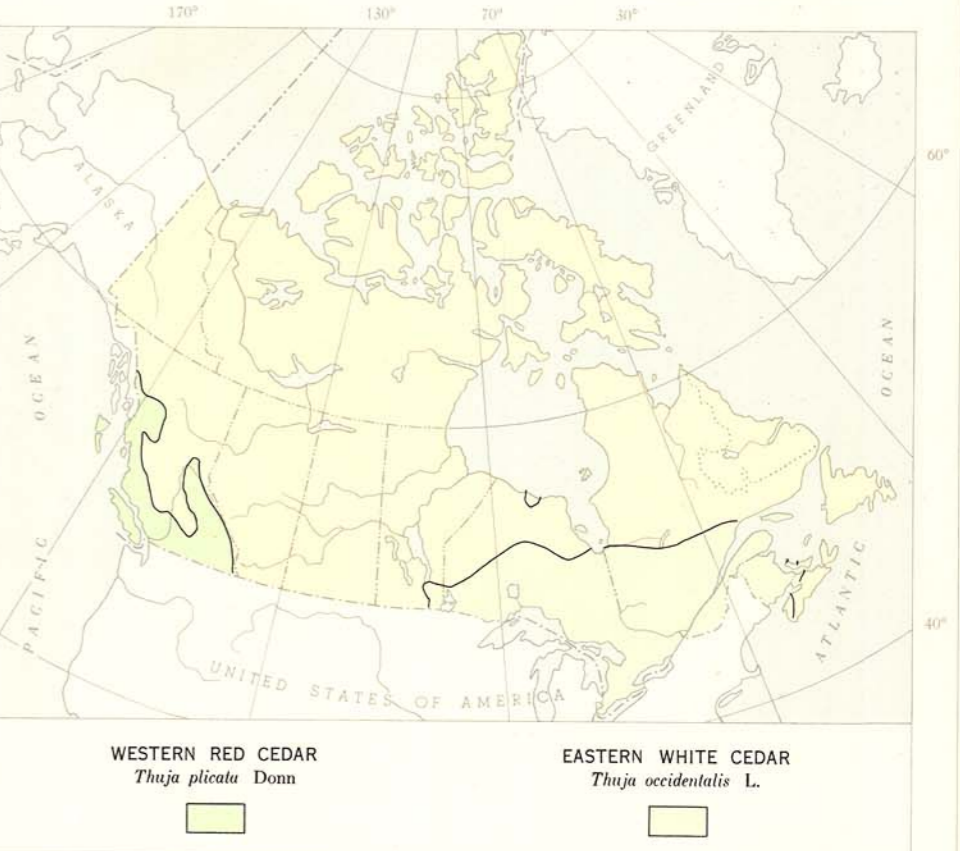 170° 130° 70° 30°
GREENLAND
60°
ALASKA
OCEAN
OCEAN
PACIFIC
ATLANTIC
40°
UNITED STATES OF AMERICA
WESTERN RED CEDAR
Thuja plicata Donn
EASTERN WHITE CEDAR
Thuja occidentalis L.